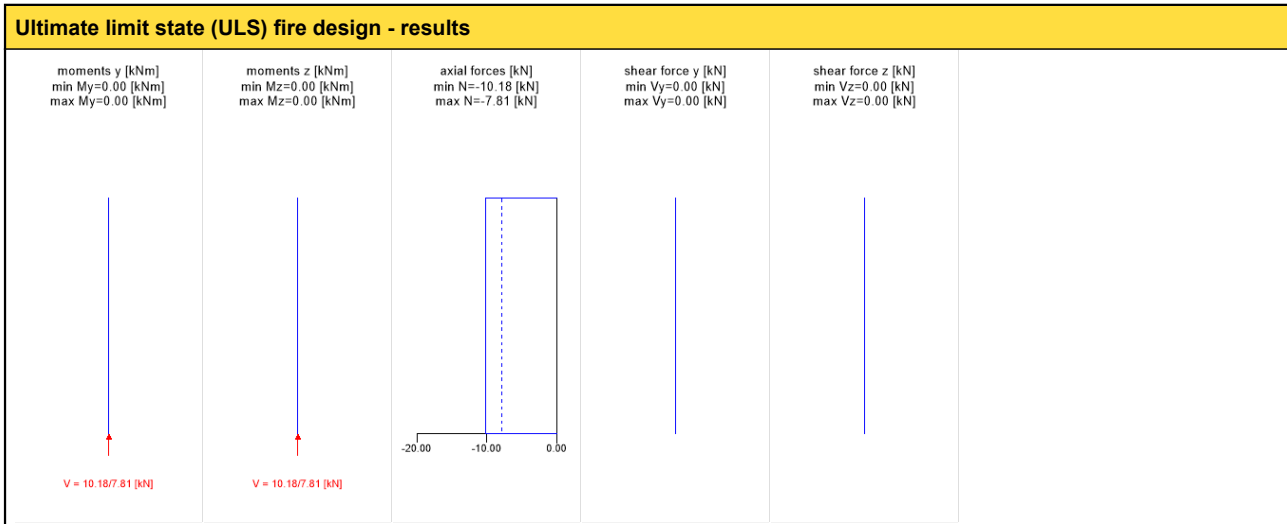 Ultimate limit state (ULS) fire design - results
moments y [kNm]
min My=0.00 [kNm]
max My=0.00 [kNm]
V = 10.18/7.81 [kN]
moments z [kNm]
min Mz=0.00 [kNm]
max Mz=0.00 [kNm]
V = 10.18/7.81 [kN]
axial forces [kN]
min N=-10.18 [kN]
max N=-7.81 [kN]
-20.00 -10.00 0.00
shear force y [kN]
min Vy=0.00 [kN]
max Vy=0.00 [kN]
shear force z [kN]
min Vz=0.00 [kN]
max Vz=0.00 [kN]